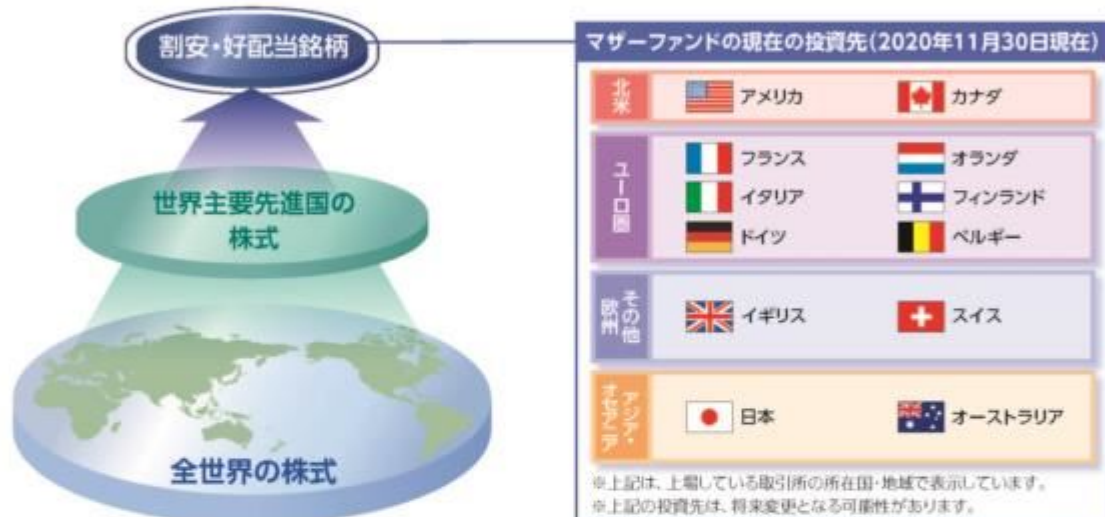 割安・好配当銘柄
世界主要先進国の
株式
全世界の株式
マザーファンドの現在の投資先(2020年11月30日現在)
北米
アメリカ
カナダ
ユーロ圏
フランス
オランダ
イタリア
フィンランド
ドイツ
ベルギー
その他
欧州
イギリス
スイス
アジア・
オセアニア
日本
オーストラリア
※上記は、上場している取引所の所在国・地域で表示しています。
※上記の投資先は、将来変更となる可能性があります。